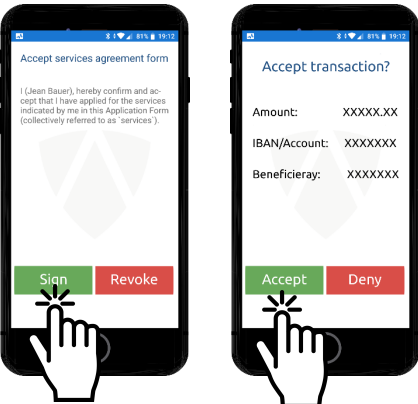 81% 19:12
Accept services agreement form
I (Jean Bauer), hereby confirm and ac-
cept that I have applied for the services
indicated by me in this Application Form
(collectively referred to as `services`).
Sign Revoke
81% 19:12
Accept transaction?
Amount: XXXXX.XX
IBAN/Account: XXXXXXX
Beneficieray: XXXXXXX
Accept Deny